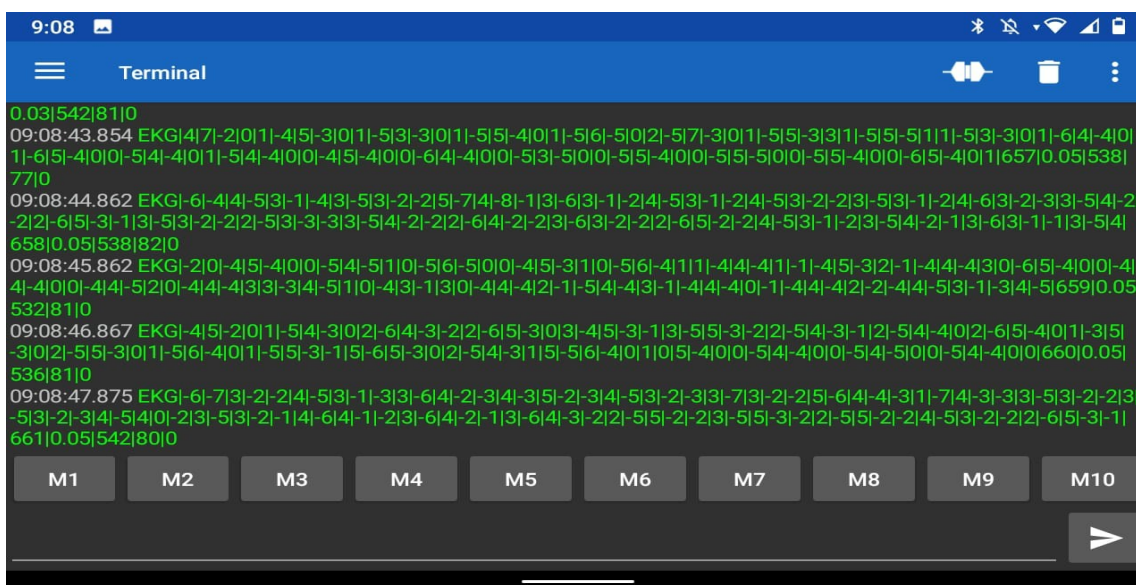 9:08
Terminal
0.03|542|81|0
09:08:43.854 EKG|4|7|-2|0|1|-4|5|-3|0|1|-5|3|-3|0|1|-5|5|-4|0|1|-5|6|-5|0|2|-5|7|-3|0|1|-5|5|-3|3|1|-5|5|-5|1|1|-5|3|-3|0|1|-6|4|-4|0|
1|-6|5|-4|0|0|-5|4|-4|0|1|-5|4|-4|0|0|-4|5|-4|0|0|-6|4|-4|0|0|-5|3|-5|0|0|-5|5|-4|0|0|-5|5|-5|0|0|-5|5|-4|0|0|-6|5|-4|0|1|657|0.05|538|
77|0
09:08:44.862 EKG|-6|-4|4|-5|3|-1|-4|3|-5|3|-2|-2|5|-7|4|-8|-1|3|-6|3|-1|-2|4|-5|3|-1|-2|4|-5|3|-2|-2|3|-5|3|-1|-2|4|-6|3|-2|-3|3|-5|4|-2
-2|2|-6|5|-3|-1|3|-5|3|-2|-2|2|-5|3|-3|-3|3|-5|4|-2|-2|2|-6|4|-2|-2|3|-6|3|-2|-2|2|-6|5|-2|-2|4|-5|3|-1|-2|3|-5|4|-2|-1|3|-6|3|-1|-1|3|-5|4|
658|0.05|538|82|0
09:08:45.862 EKG|-2|0|-4|5|-4|0|0|-5|4|-5|1|0|-5|6|-5|0|0|-4|5|-3|1|0|-5|6|-4|1|1|-4|4|-4|1|-1|-4|5|-3|2|-1|-4|4|-4|3|0|-6|5|-4|0|0|-4|
4|-4|0|0|-4|4|-5|2|0|-4|4|-4|3|3|-3|4|-5|1|0|-4|3|-1|3|0|-4|4|-4|2|-1|-5|4|-4|3|-1|-4|4|-4|0|-1|-4|4|-4|2|-2|-4|4|-5|3|-1|-3|4|-5|659|0.05
532|81|0
09:08:46.867 EKG|-4|5|-2|0|1|-5|4|-3|0|2|-6|4|-3|-2|2|-6|5|-3|0|3|-4|5|-3|-1|3|-5|5|-3|-2|2|-5|4|-3|-1|2|-5|4|-4|0|2|-6|5|-4|0|1|-3|5|
-3|0|2|-5|5|-3|0|1|-5|6|-4|0|1|-5|5|-3|-1|5|-6|5|-3|0|2|-5|4|-3|1|5|-5|6|-4|0|1|0|5|-4|0|0|-5|4|-4|0|0|-5|4|-5|0|0|-5|4|-4|0|0|660|0.05|
536|81|0
09:08:47.875 EKG|-6|-7|3|-2|-2|4|-5|3|-1|-3|3|-6|4|-2|-3|4|-3|5|-2|-3|4|-5|3|-2|-3|3|-7|3|-2|-2|5|-6|4|-4|-3|1|-7|4|-3|-3|3|-5|3|-2|-2|3
-5|3|-2|-3|4|-5|4|0|-2|3|-5|3|-2|-1|4|-6|4|-1|-2|3|-6|4|-2|-1|3|-6|4|-3|-2|2|-5|5|-2|-2|3|-5|5|-3|-2|2|-5|5|-2|-2|4|-5|3|-2|-2|2|-6|5|-3|-1|
661|0.05|542|80|0
M1 M2 M3 M4 M5 M6 M7 M8 M9 M10